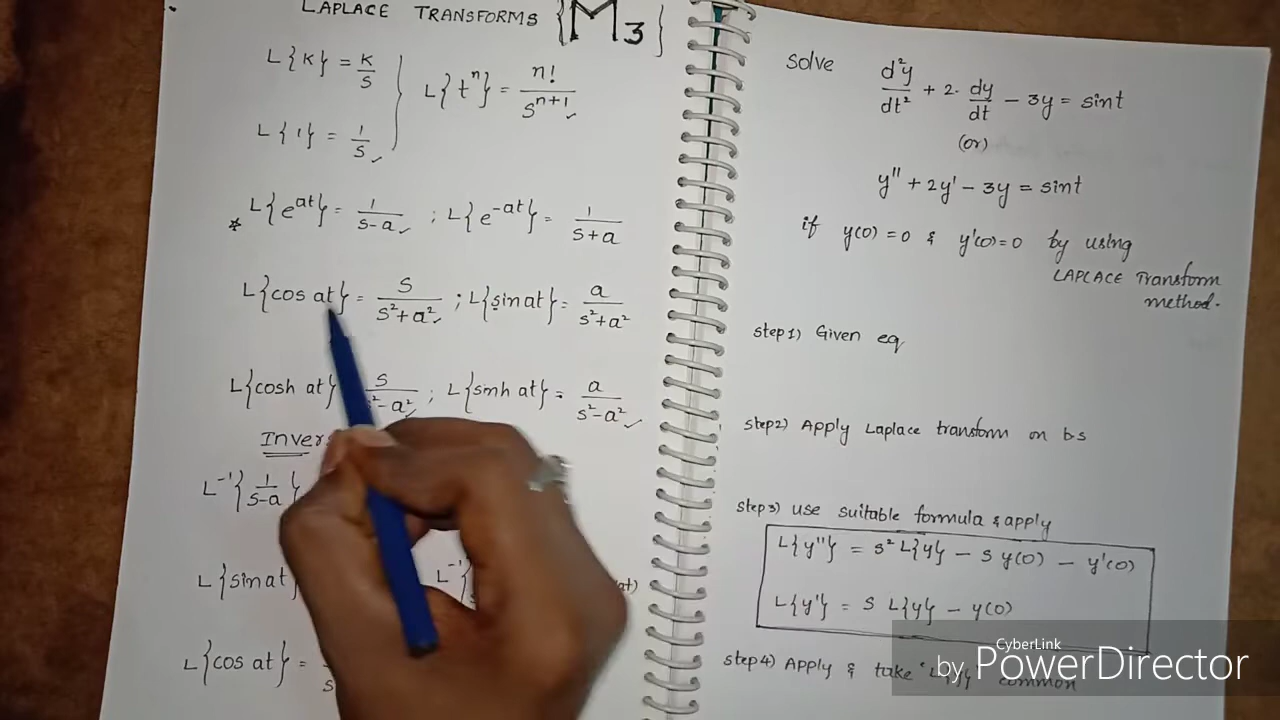 LAPLACE TRANSFORMS {M3}
L{K} = K/S
L{t^n} = n!/S^(n+1)
L{1} = 1/S
* L{e^at} = 1/(s-a) ; L{e^-at} = 1/(s+a)
L{cos at} = S/(s²+a²) ; L{sin at} = a/(s²+a²)
L{cosh at} S/(s²-a²) ; L{sinh at} = a/(s²-a²)
L⁻¹{1/(s-a)}
L{sin at} L⁻¹{
L{cos at} =
Solve d²y/dt² + 2. dy/dt - 3y = sint
(or)
y'' + 2y' - 3y = sint
if y(0)=0 & y'(0)=0 by using
LAPLACE Transform
method.
step1) Given eq
step2) Apply Laplace transform on bs
step3) use suitable formula & apply
L{y''} = s² L{y} - s y(0) - y'(0)
L{y'} = S L{y} - y(0)
step4) Apply & take 'L{y}' common
CyberLink
by PowerDirector